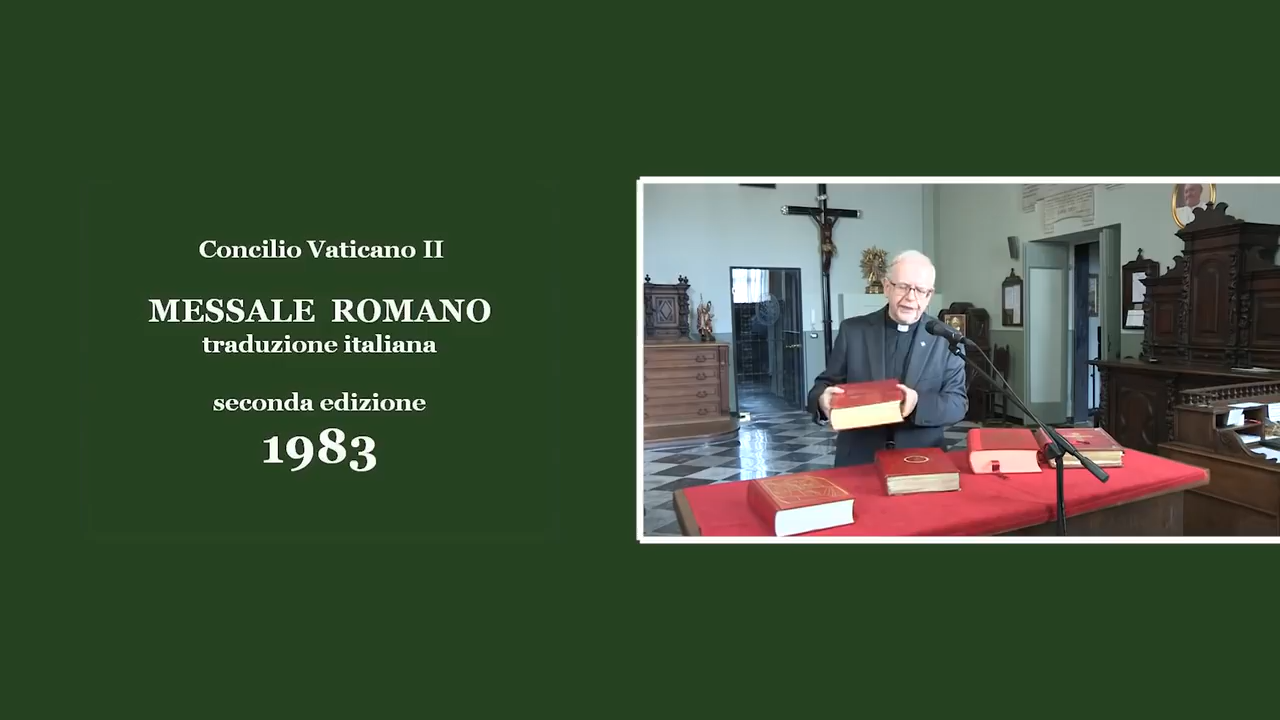 Concilio Vaticano II
MESSALE ROMANO
traduzione italiana
seconda edizione
1983